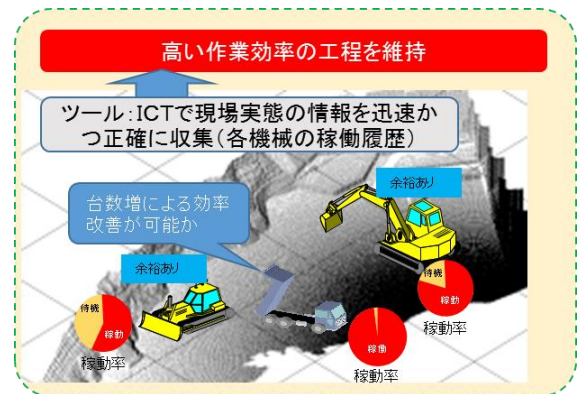 高い作業効率の工程を維持
ツール:ICTで現場実態の情報を迅速か
つ正確に収集(各機械の稼働履歴)
余裕あり
台数増による効率
改善が可能か
余裕あり
待機
稼動
稼動率
待機
稼動
稼動率
稼働
稼動率